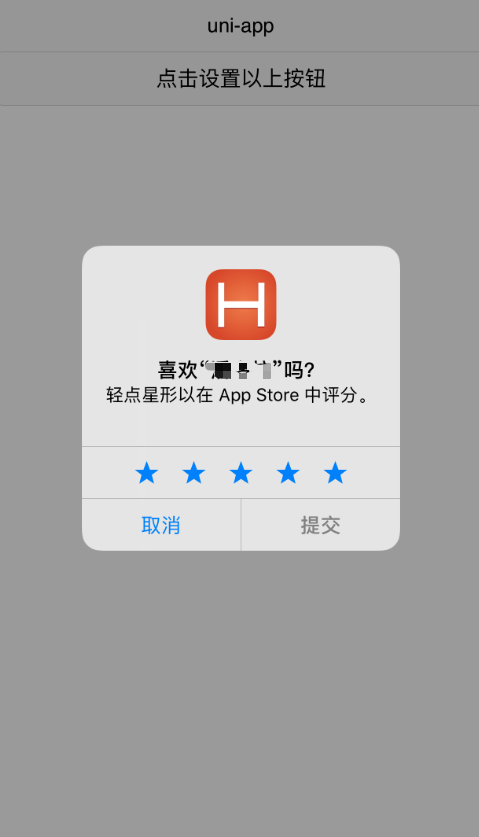 uni-app
点击设置以上按钮
H
喜欢“ ”吗?
轻点星形以在 App Store 中评分。
取消
提交